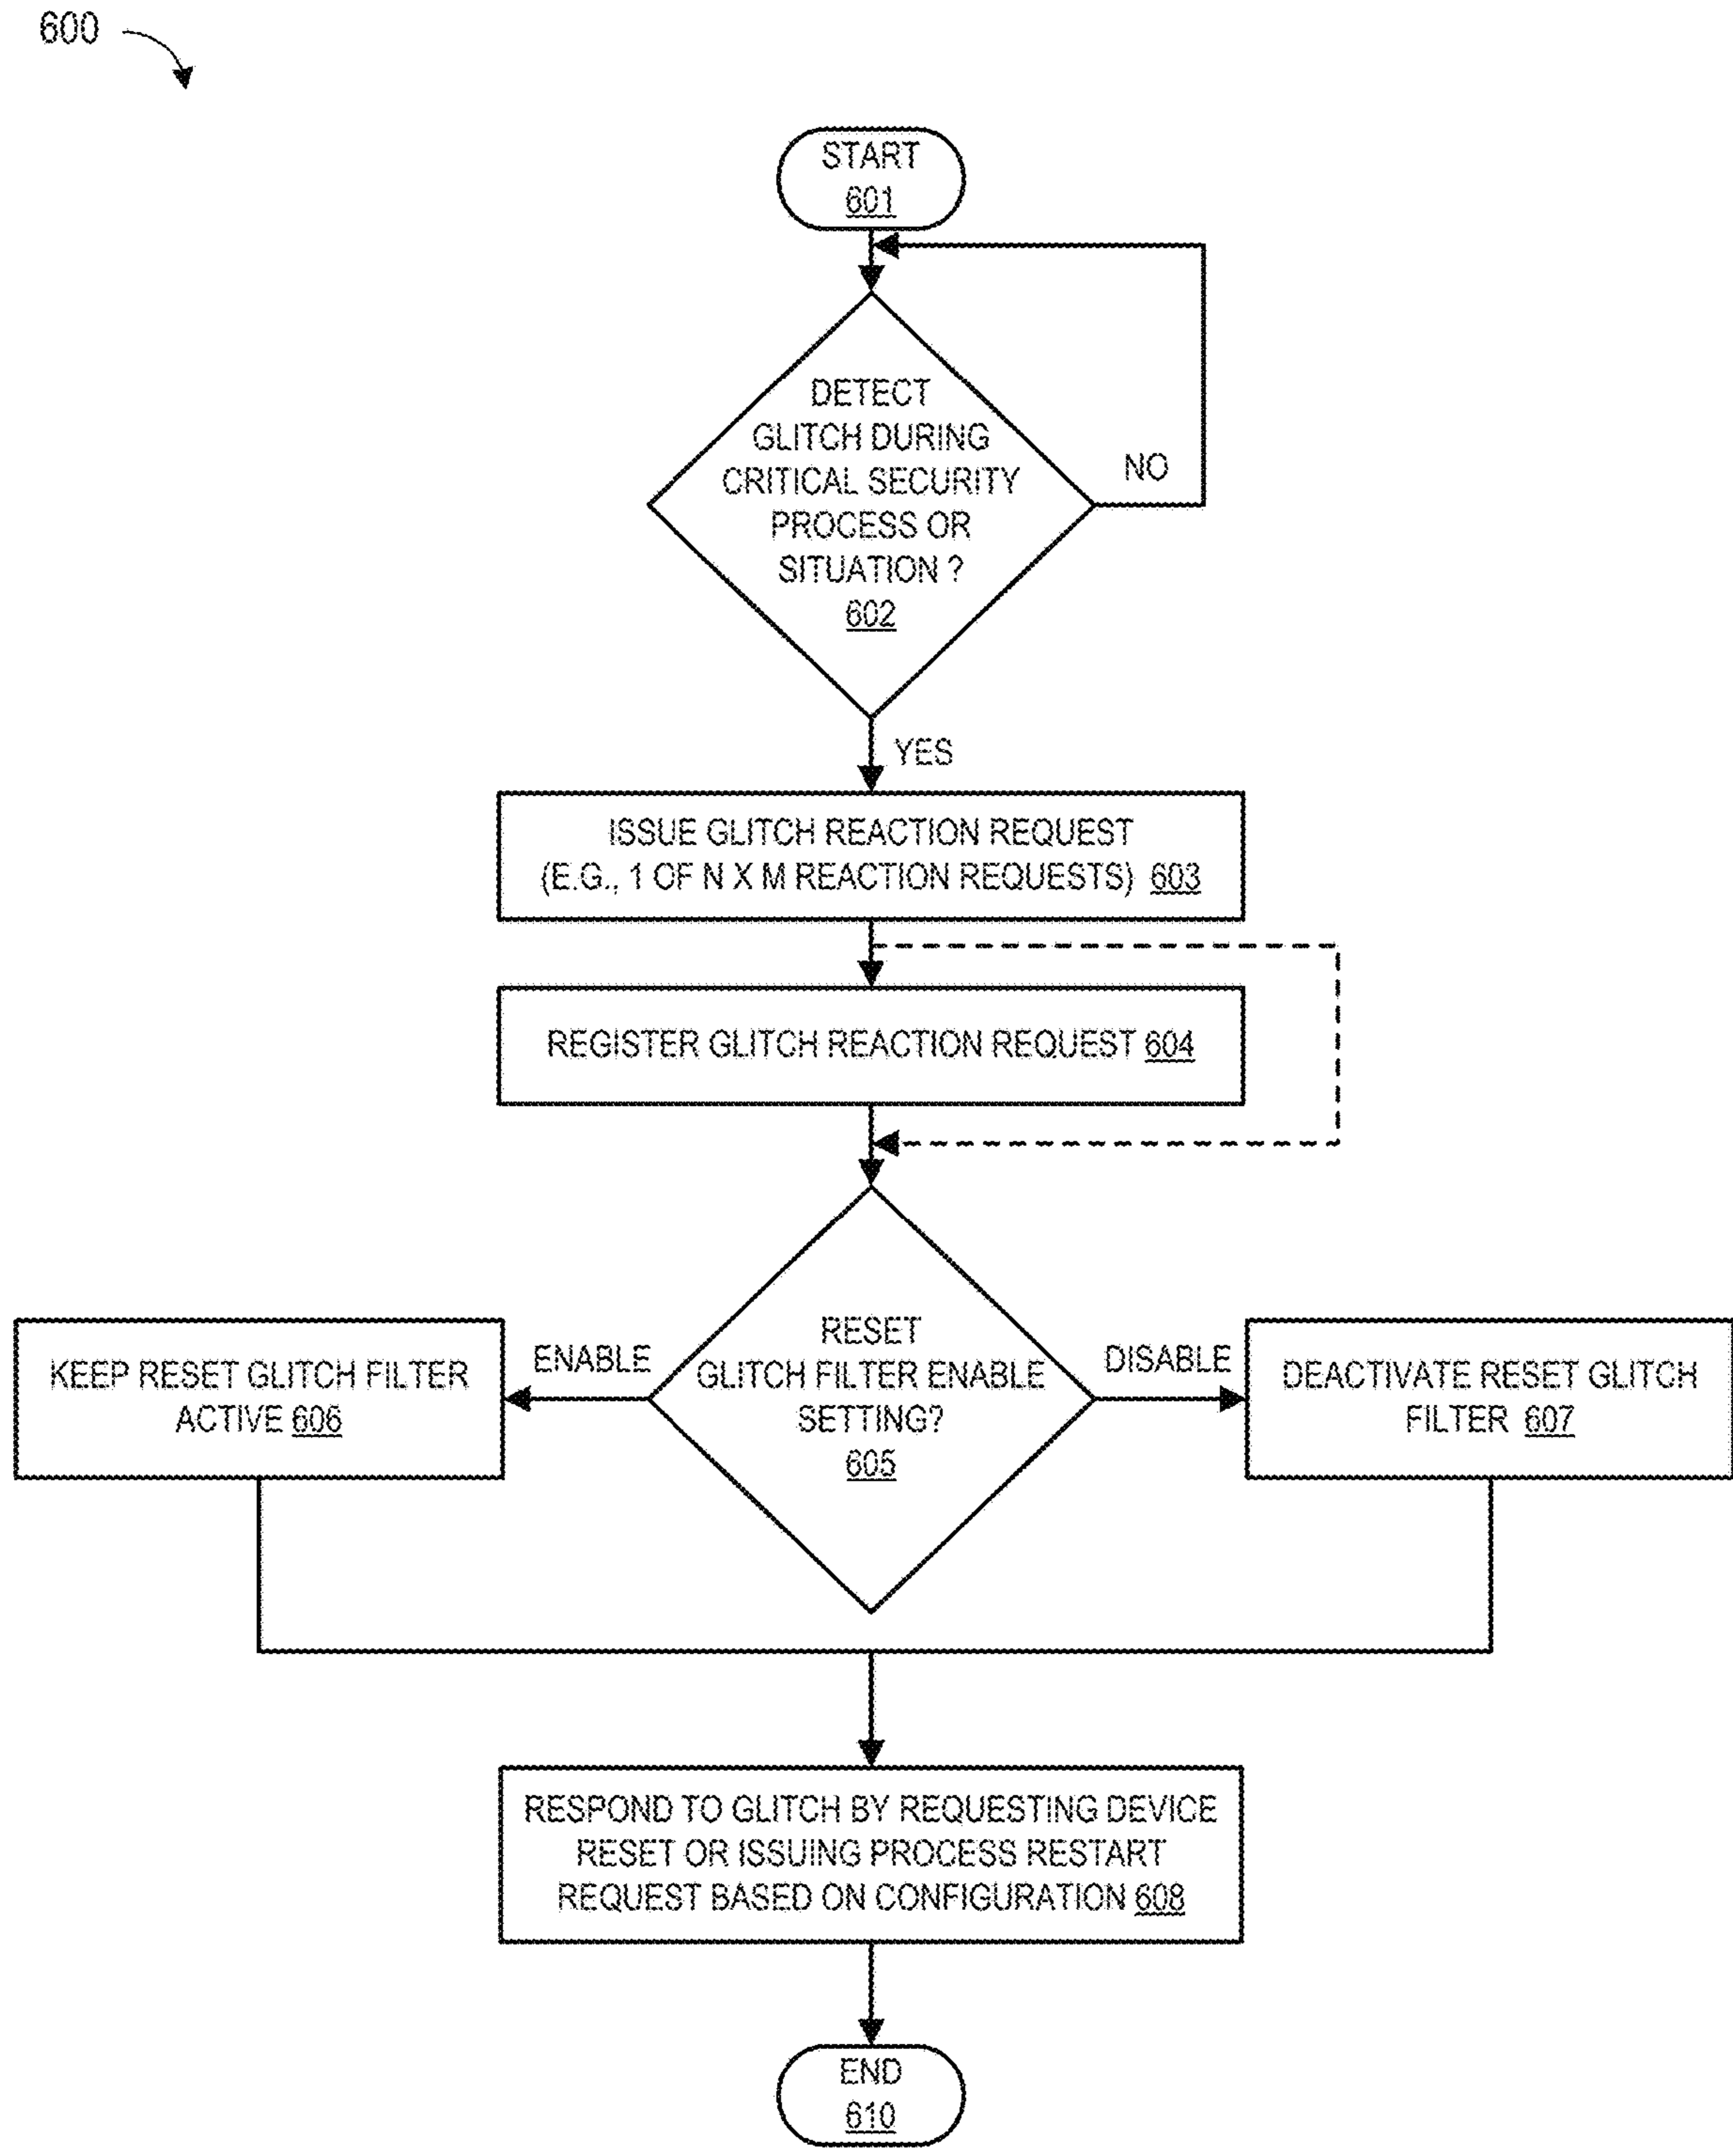 600
START
601
DETECT
GLITCH DURING
CRITICAL SECURITY
PROCESS OR
SITUATION ?
602
NO
YES
ISSUE GLITCH REACTION REQUEST
(E.G., 1 OF N X M REACTION REQUESTS) 603
REGISTER GLITCH REACTION REQUEST 604
RESET
GLITCH FILTER ENABLE
SETTING?
605
ENABLE
DISABLE
KEEP RESET GLITCH FILTER
ACTIVE 606
DEACTIVATE RESET GLITCH
FILTER 607
RESPOND TO GLITCH BY REQUESTING DEVICE
RESET OR ISSUING PROCESS RESTART
REQUEST BASED ON CONFIGURATION 608
END
610